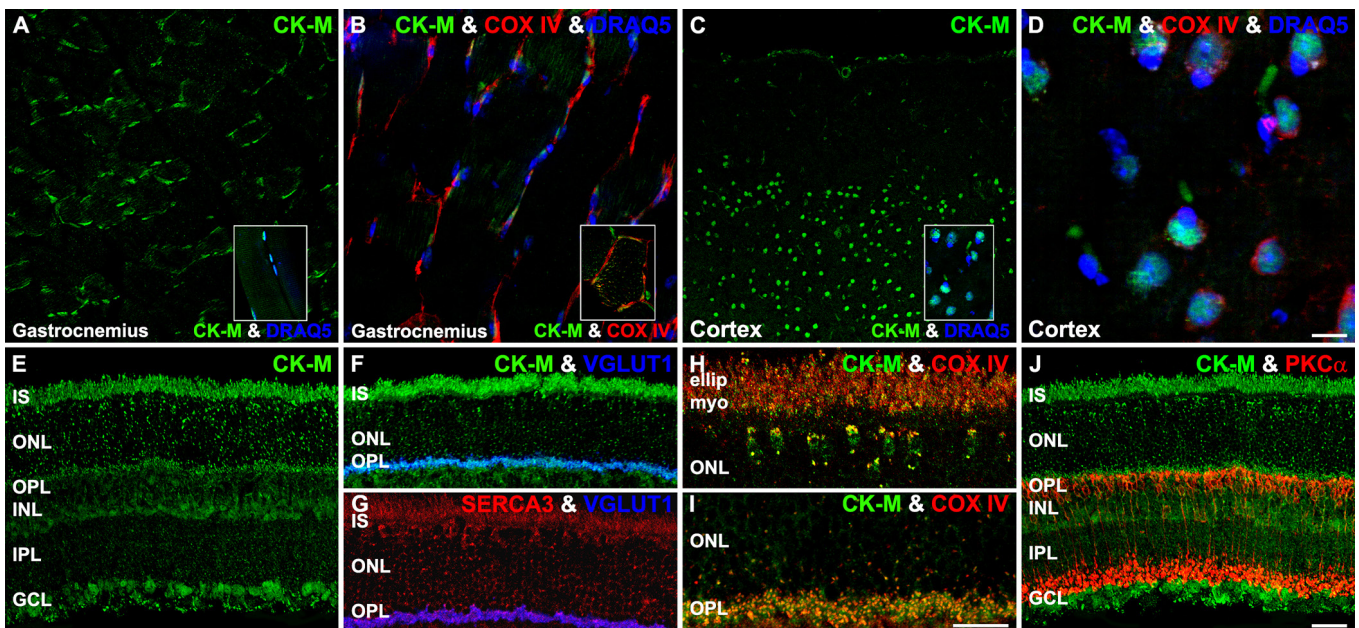 A CK-M
Gastrocnemius
CK-M & DRAQ5
B CK-M & COX IV & DRAQ5
Gastrocnemius
CK-M & COX IV
C CK-M
Cortex
CK-M & DRAQ5
D CK-M & COX IV & DRAQ5
Cortex
E CK-M
IS
ONL
OPL
INL
IPL
GCL
F CK-M & VGLUT1
IS
ONL
OPL
G SERCA3 & VGLUT1
IS
ONL
OPL
H CK-M & COX IV
ellip
myo
ONL
I CK-M & COX IV
ONL
OPL
J CK-M & PKCα
IS
ONL
OPL
INL
IPL
GCL